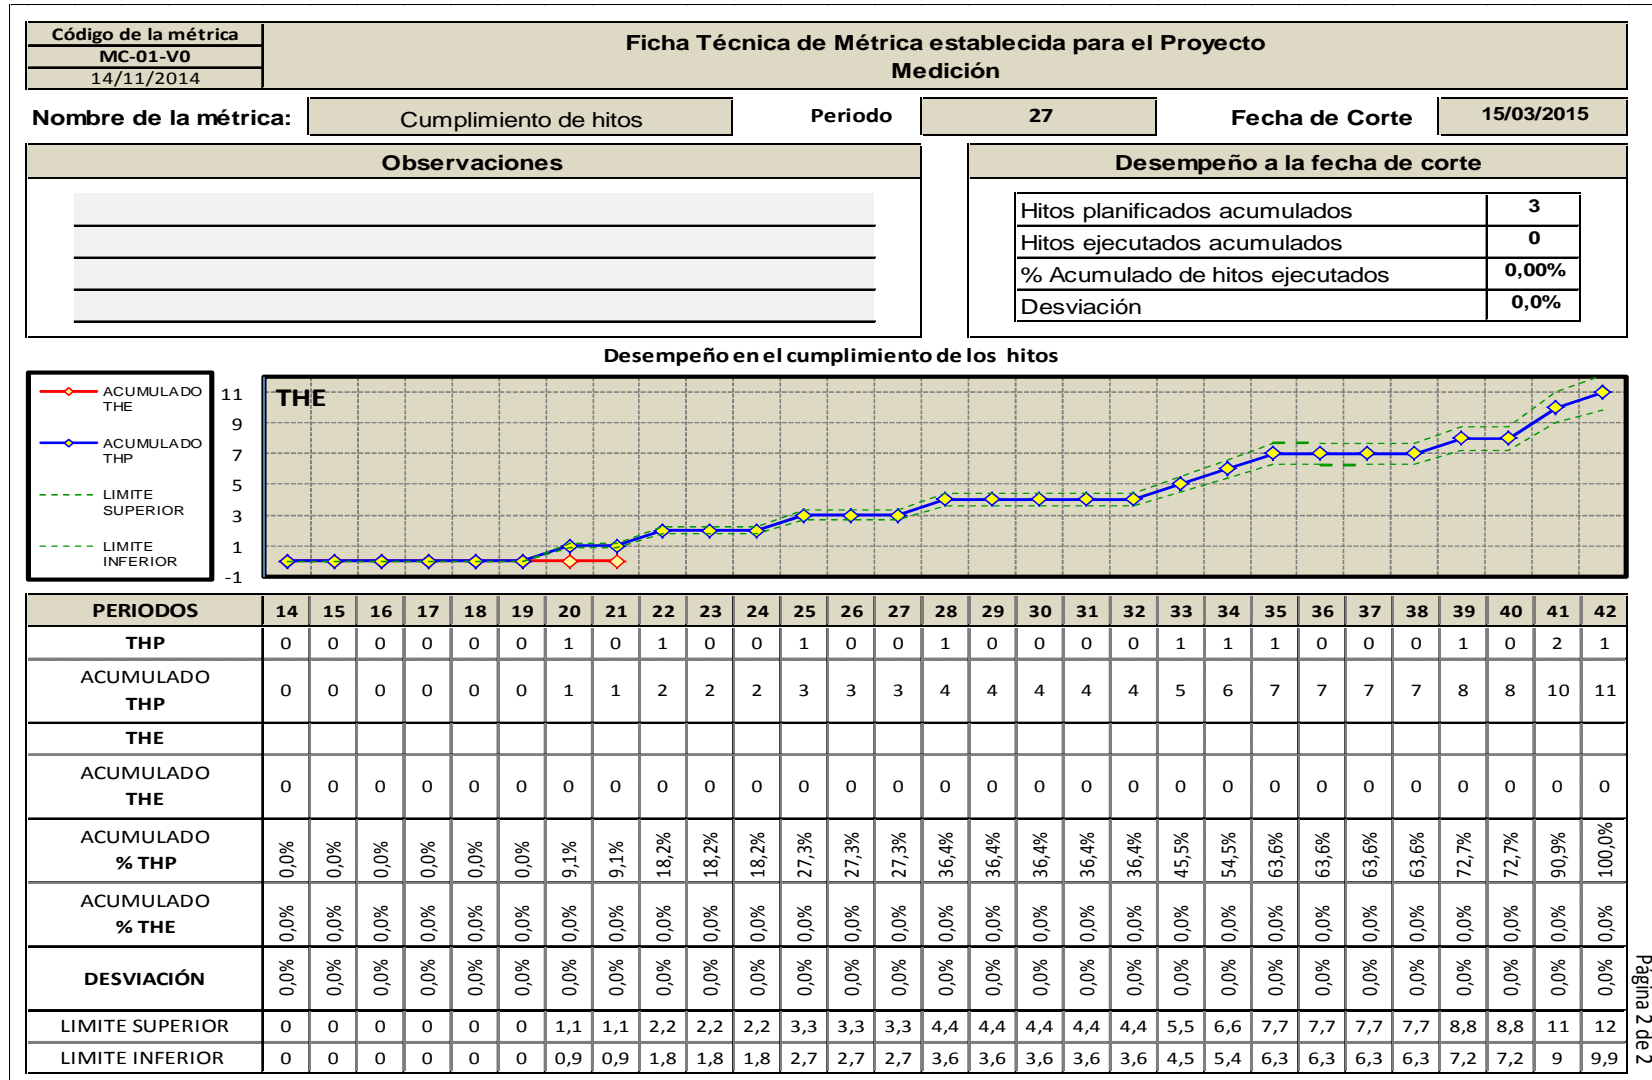 Código de la métrica
MC-01-V0
14/11/2014
Ficha Técnica de Métrica establecida para el Proyecto
Medición
Nombre de la métrica: Cumplimiento de hitos Periodo 27 Fecha de Corte 15/03/2015
Observaciones
Desempeño a la fecha de corte
Hitos planificados acumulados 3
Hitos ejecutados acumulados 0
% Acumulado de hitos ejecutados 0,00%
Desviación 0,0%
Desempeño en el cumplimiento de los hitos
ACUMULADO
THE
ACUMULADO
THP
LIMITE
SUPERIOR
LIMITE
INFERIOR
11
9
7
5
3
1
-1
THE
PERIODOS 14 15 16 17 18 19 20 21 22 23 24 25 26 27 28 29 30 31 32 33 34 35 36 37 38 39 40 41 42
THP 0 0 0 0 0 0 1 0 1 0 0 1 0 0 1 0 0 0 0 1 1 1 0 0 0 1 0 2 1
ACUMULADO
THP 0 0 0 0 0 0 1 1 2 2 2 3 3 3 4 4 4 4 4 5 6 7 7 7 7 8 8 10 11
THE
ACUMULADO
THE 0 0 0 0 0 0 0 0 0 0 0 0 0 0 0 0 0 0 0 0 0 0 0 0 0 0 0 0 0
ACUMULADO
% THP 0,0% 0,0% 0,0% 0,0% 0,0% 0,0% 9,1% 9,1% 18,2% 18,2% 18,2% 27,3% 27,3% 27,3% 36,4% 36,4% 36,4% 36,4% 36,4% 45,5% 54,5% 63,6% 63,6% 63,6% 63,6% 72,7% 72,7% 90,9% 100,0%
ACUMULADO
% THE 0,0% 0,0% 0,0% 0,0% 0,0% 0,0% 0,0% 0,0% 0,0% 0,0% 0,0% 0,0% 0,0% 0,0% 0,0% 0,0% 0,0% 0,0% 0,0% 0,0% 0,0% 0,0% 0,0% 0,0% 0,0% 0,0% 0,0% 0,0% 0,0%
DESVIACIÓN 0,0% 0,0% 0,0% 0,0% 0,0% 0,0% 0,0% 0,0% 0,0% 0,0% 0,0% 0,0% 0,0% 0,0% 0,0% 0,0% 0,0% 0,0% 0,0% 0,0% 0,0% 0,0% 0,0% 0,0% 0,0% 0,0% 0,0% 0,0% 0,0%
LIMITE SUPERIOR 0 0 0 0 0 0 1,1 1,1 2,2 2,2 2,2 3,3 3,3 3,3 4,4 4,4 4,4 4,4 4,4 5,5 6,6 7,7 7,7 7,7 7,7 8,8 8,8 11 12
LIMITE INFERIOR 0 0 0 0 0 0 0,9 0,9 1,8 1,8 1,8 2,7 2,7 2,7 3,6 3,6 3,6 3,6 3,6 4,5 5,4 6,3 6,3 6,3 6,3 7,2 7,2 9 9,9
Página 2 de 2